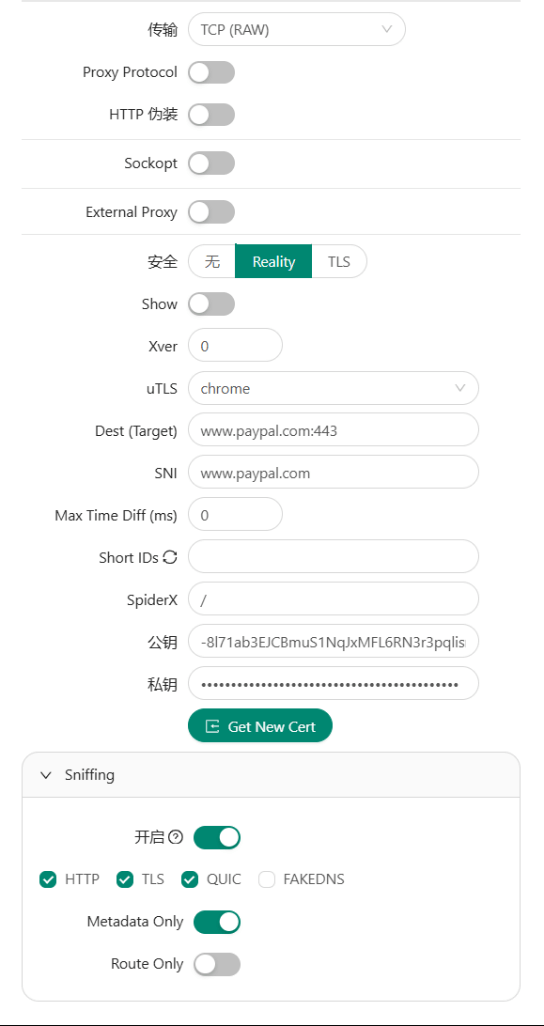 传输 TCP (RAW)
Proxy Protocol
HTTP 伪装
Sockopt
External Proxy
安全 无 Reality TLS
Show
Xver 0
uTLS chrome
Dest (Target) www.paypal.com:443
SNI www.paypal.com
Max Time Diff (ms) 0
Short IDs
SpiderX /
公钥 -8l71ab3EJCBmuS1NqJxMFL6RN3r3pqlis
私钥 •••••••••••••••••••••••••••••••••••••••••••
Get New Cert
Sniffing
开启
HTTP TLS QUIC FAKEDNS
Metadata Only
Route Only